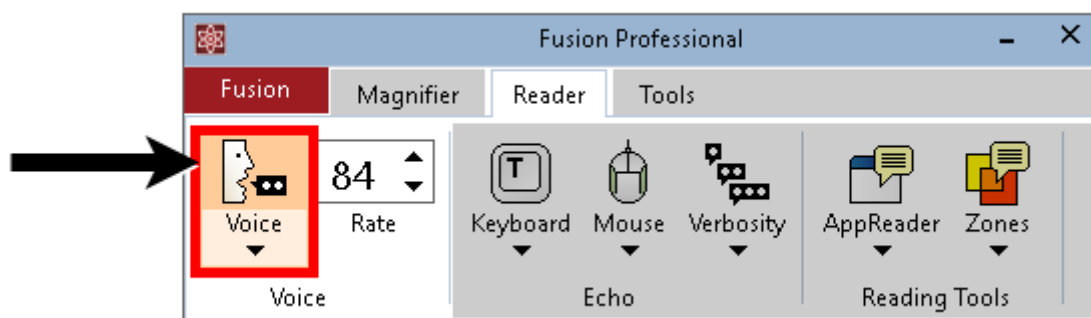 Fusion Professional
Fusion Magnifier Reader Tools
84
Voice Rate Keyboard Mouse Verbosity AppReader Zones
Voice Echo Reading Tools